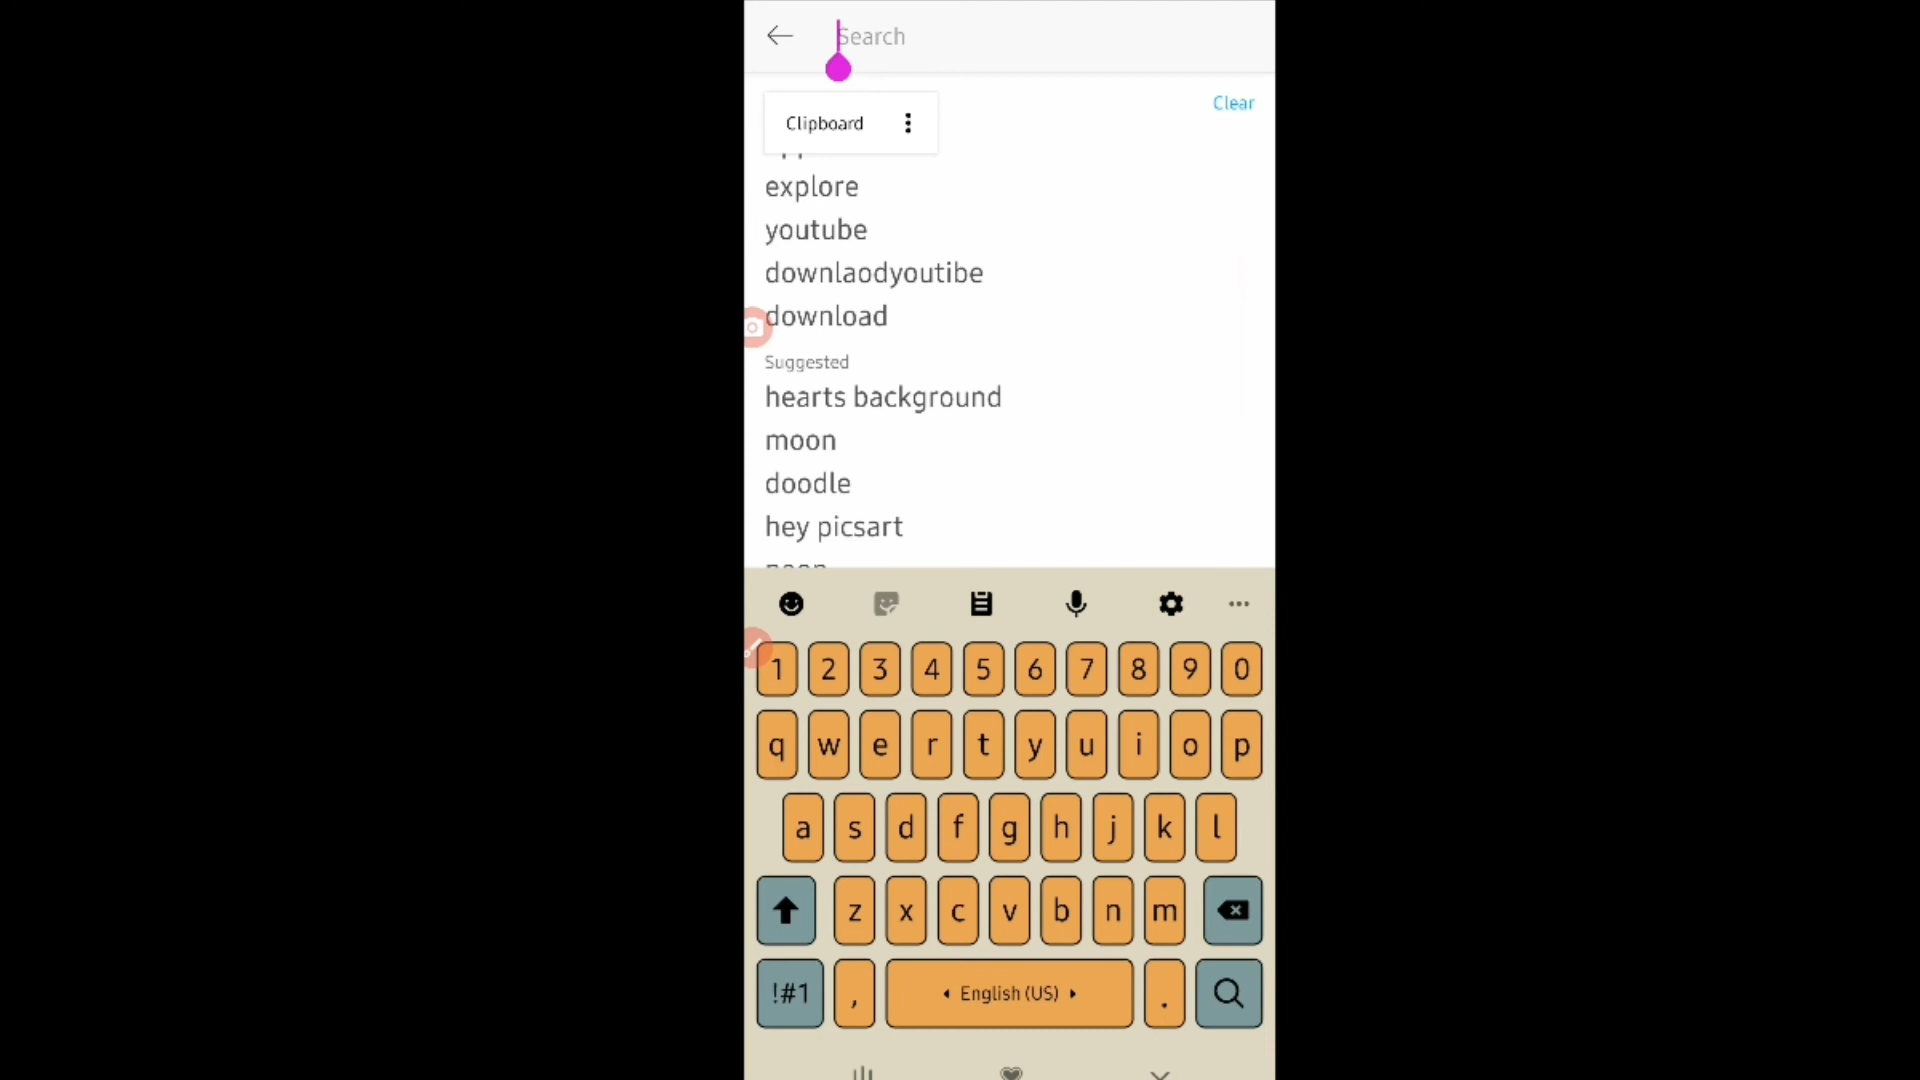 Search
Clear
Clipboard
explore
youtube
downlaodyoutibe
download
Suggested
hearts background
moon
doodle
hey picsart
1 2 3 4 5 6 7 8 9 0
q w e r t y u i o p
a s d f g h j k l
z x c v b n m
!#1 , English (US) .